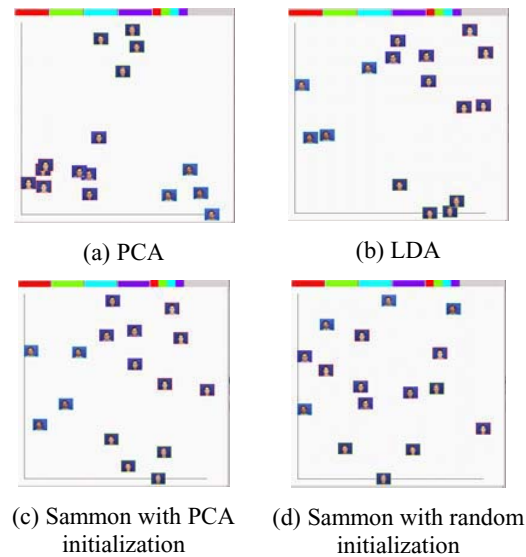 (a) PCA
(b) LDA
(c) Sammon with PCA
initialization
(d) Sammon with random
initialization